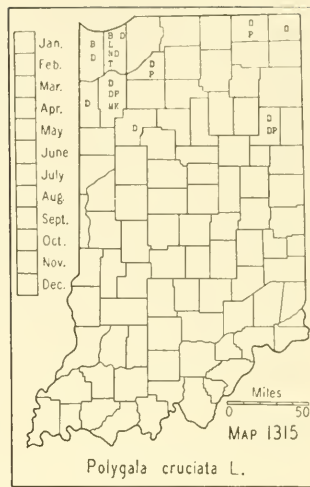 Jan.
Feb.
Mar.
Apr.
May
June
July
Aug.
Sept.
Oct.
Nov.
Dec.
B D
D
B D
L
ND
T
D
P
D
P
D
D
D
DP
MK
D
D
DP
Miles
0 50
MAP 1315
Polygala cruciata L.